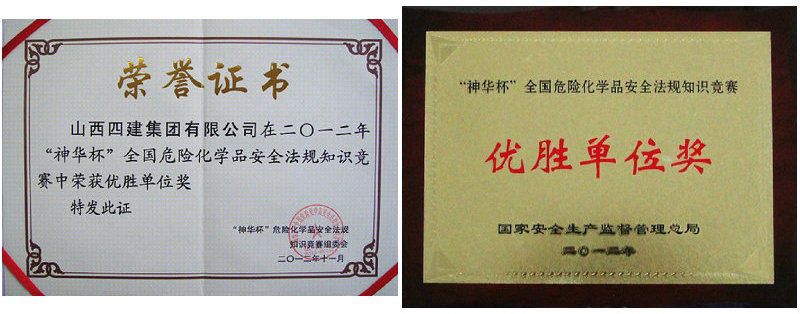 荣誉证书
山西四建集团有限公司在二〇一二年
“神华杯”全国危险化学品安全法规知识竞
赛中荣获优胜单位奖
特发此证
“神华杯”危险化学品安全法规
知识竞赛组委会
二〇一二年十一月
“神华杯”全国危险化学品安全法规知识竞赛
优胜单位奖
国家安全生产监督管理总局
二〇一二年